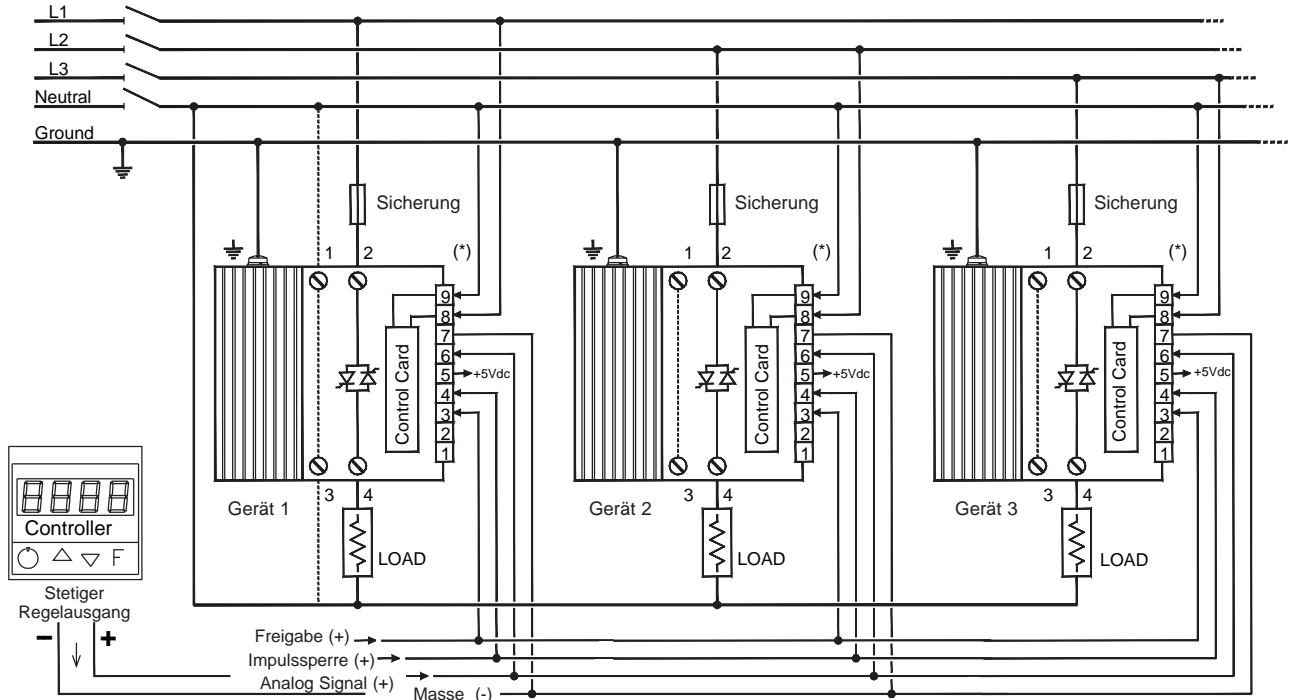 L1
L2
L3
Neutral
Ground
Sicherung Sicherung Sicherung
1 2 (*) 1 2 (*) 1 2 (*)
9 9 9
8 8 8
7 7 7
6 6 6
5 +5Vdc 5 +5Vdc 5 +5Vdc
4 4 4
3 3 3
2 2 2
1 1 1
Control Card Control Card Control Card
3 4 3 4 3 4
Gerät 1 Gerät 2 Gerät 3
LOAD LOAD LOAD
8888
Controller
F
Stetiger
Regelausgang
– +
Freigabe (+)
Impulssperre (+)
Analog Signal (+)
Masse (-)